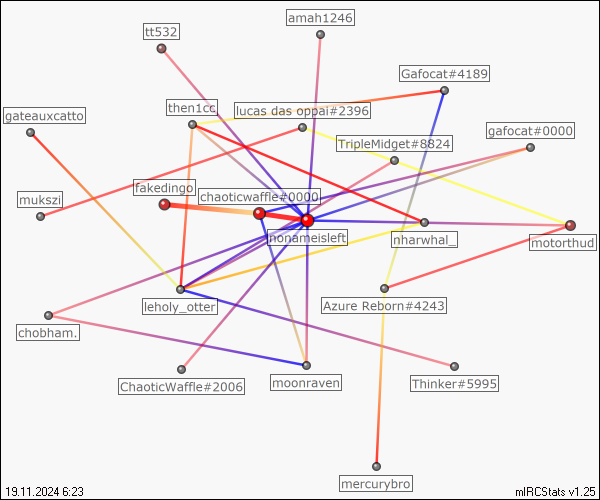 amah1246
tt532
Gafocat#4189
then1cc
lucas das oppai#2396
gateauxcatto
gafocat#0000
TripleMidget#8824
fakedingo
chaoticwaffle#0000
mukszi
nonameisleft
nharwhal_
motorthud
leholy_otter
Azure Reborn#4243
chobham.
ChaoticWaffle#2006
moonraven
Thinker#5995
mercurybro
19.11.2024 6:23
mIRCStats v1.25